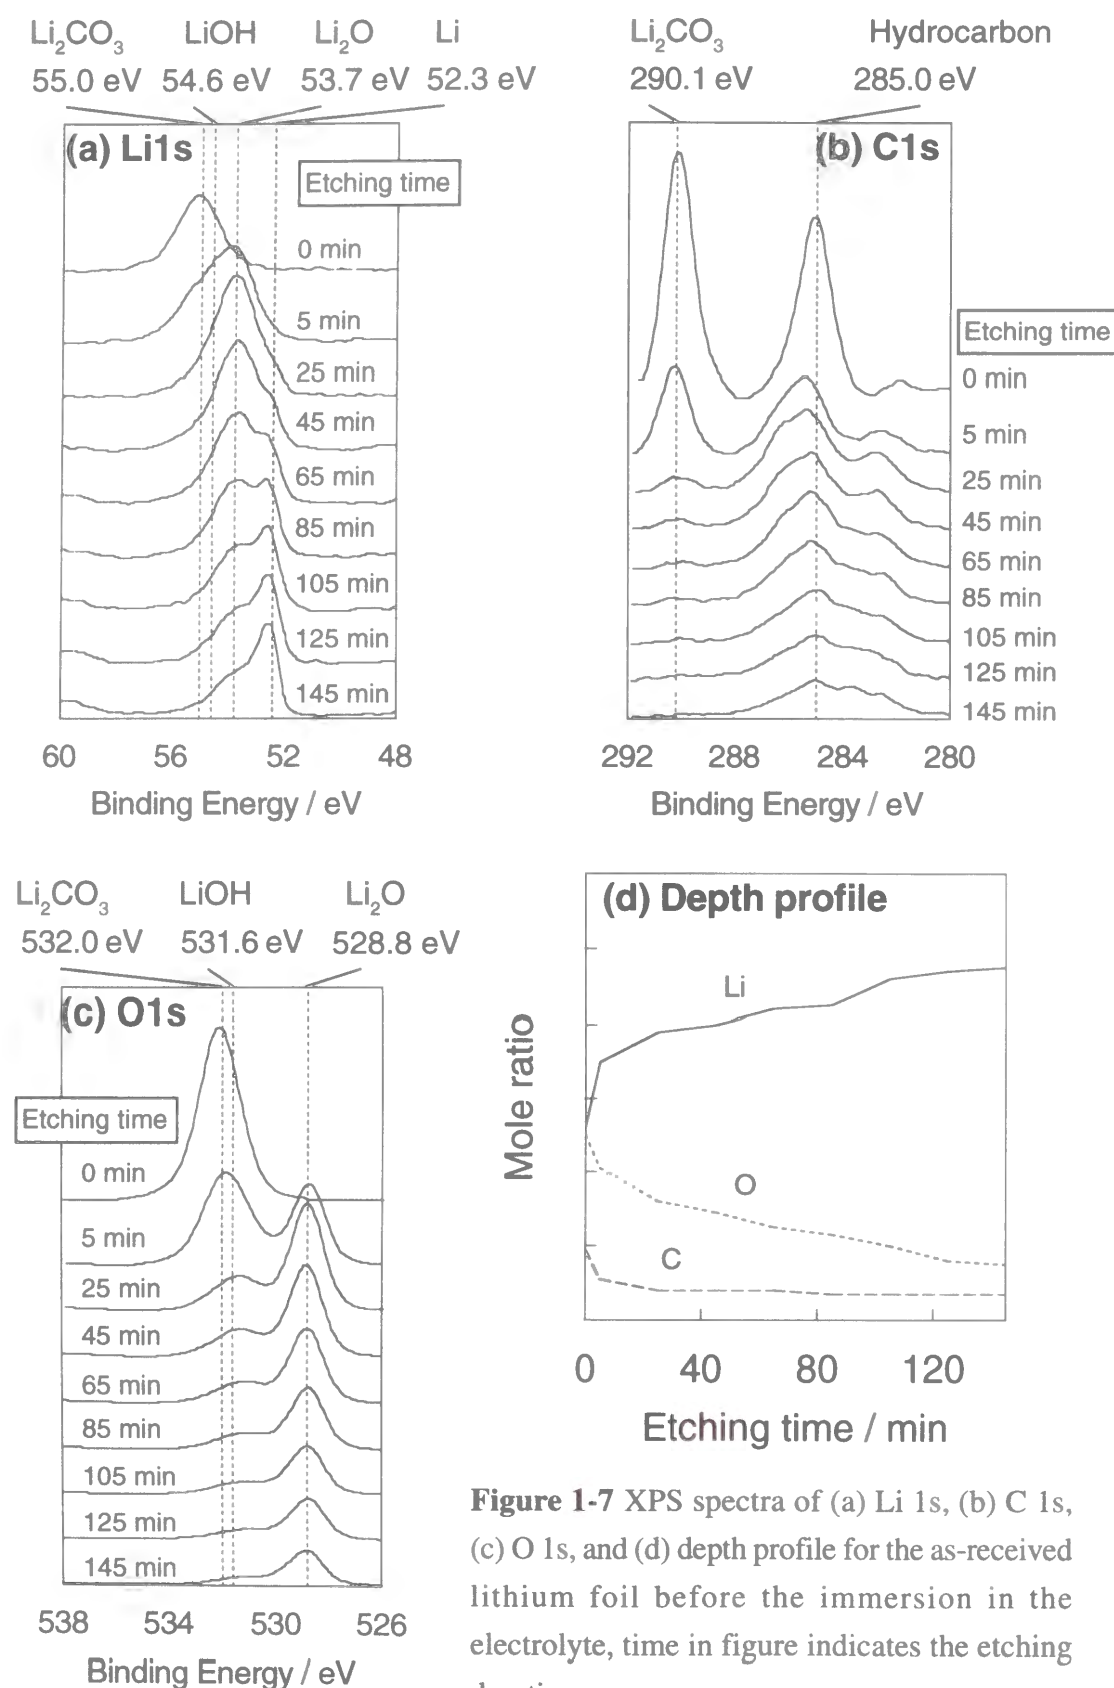 Li₂CO₃ LiOH Li₂O Li
55.0 eV 54.6 eV 53.7 eV 52.3 eV
(a) Li1s
Etching time
0 min
5 min
25 min
45 min
65 min
85 min
105 min
125 min
145 min
60 56 52 48
Binding Energy / eV
Li₂CO₃ Hydrocarbon
290.1 eV 285.0 eV
(b) C1s
Etching time
0 min
5 min
25 min
45 min
65 min
85 min
105 min
125 min
145 min
292 288 284 280
Binding Energy / eV
Li₂CO₃ LiOH Li₂O
532.0 eV 531.6 eV 528.8 eV
(c) O1s
Etching time
0 min
5 min
25 min
45 min
65 min
85 min
105 min
125 min
145 min
538 534 530 526
Binding Energy / eV
(d) Depth profile
Li
O
C
Mole ratio
0 40 80 120
Etching time / min
Figure 1-7 XPS spectra of (a) Li 1s, (b) C 1s,
(c) O 1s, and (d) depth profile for the as-received
lithium foil before the immersion in the
electrolyte, time in figure indicates the etching